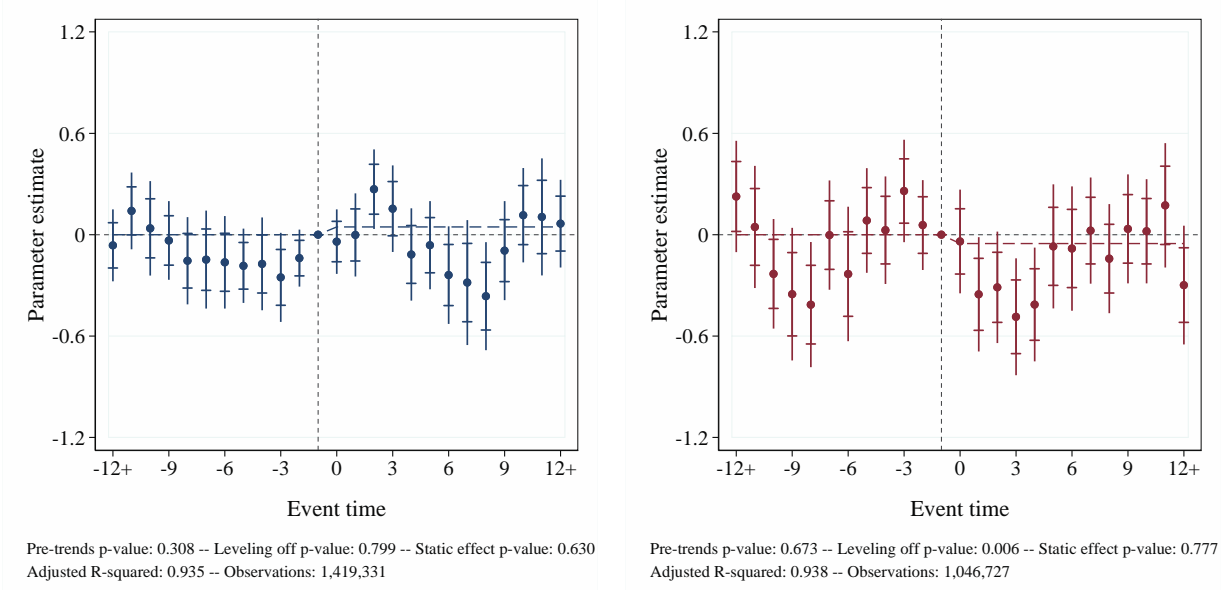 1.2
0.6
0
-0.6
-1.2
Parameter estimate
-12+ -9 -6 -3 0 3 6 9 12+
Event time
Pre-trends p-value: 0.308 -- Leveling off p-value: 0.799 -- Static effect p-value: 0.630
Adjusted R-squared: 0.935 -- Observations: 1,419,331
1.2
0.6
0
-0.6
-1.2
Parameter estimate
-12+ -9 -6 -3 0 3 6 9 12+
Event time
Pre-trends p-value: 0.673 -- Leveling off p-value: 0.006 -- Static effect p-value: 0.777
Adjusted R-squared: 0.938 -- Observations: 1,046,727